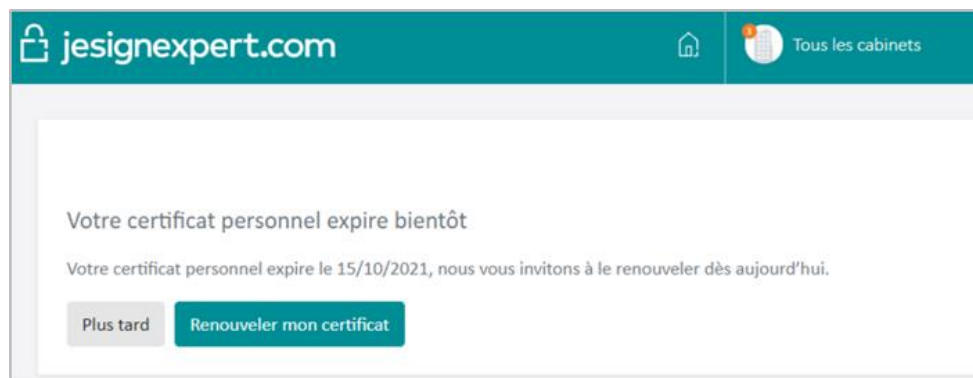 jesignexpert.com
3
Tous les cabinets
Votre certificat personnel expire bientôt
Votre certificat personnel expire le 15/10/2021, nous vous invitons à le renouveler dès aujourd'hui.
Plus tard
Renouveler mon certificat